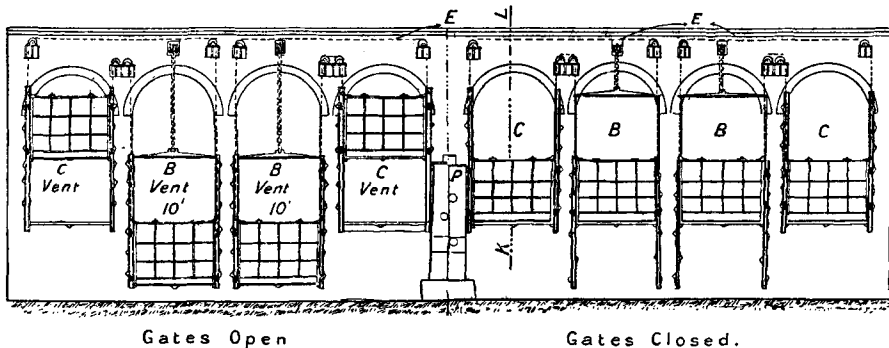 E L E
C B B C C B B C
Vent Vent Vent Vent
10' 10'
P
K
Gates Open Gates Closed.